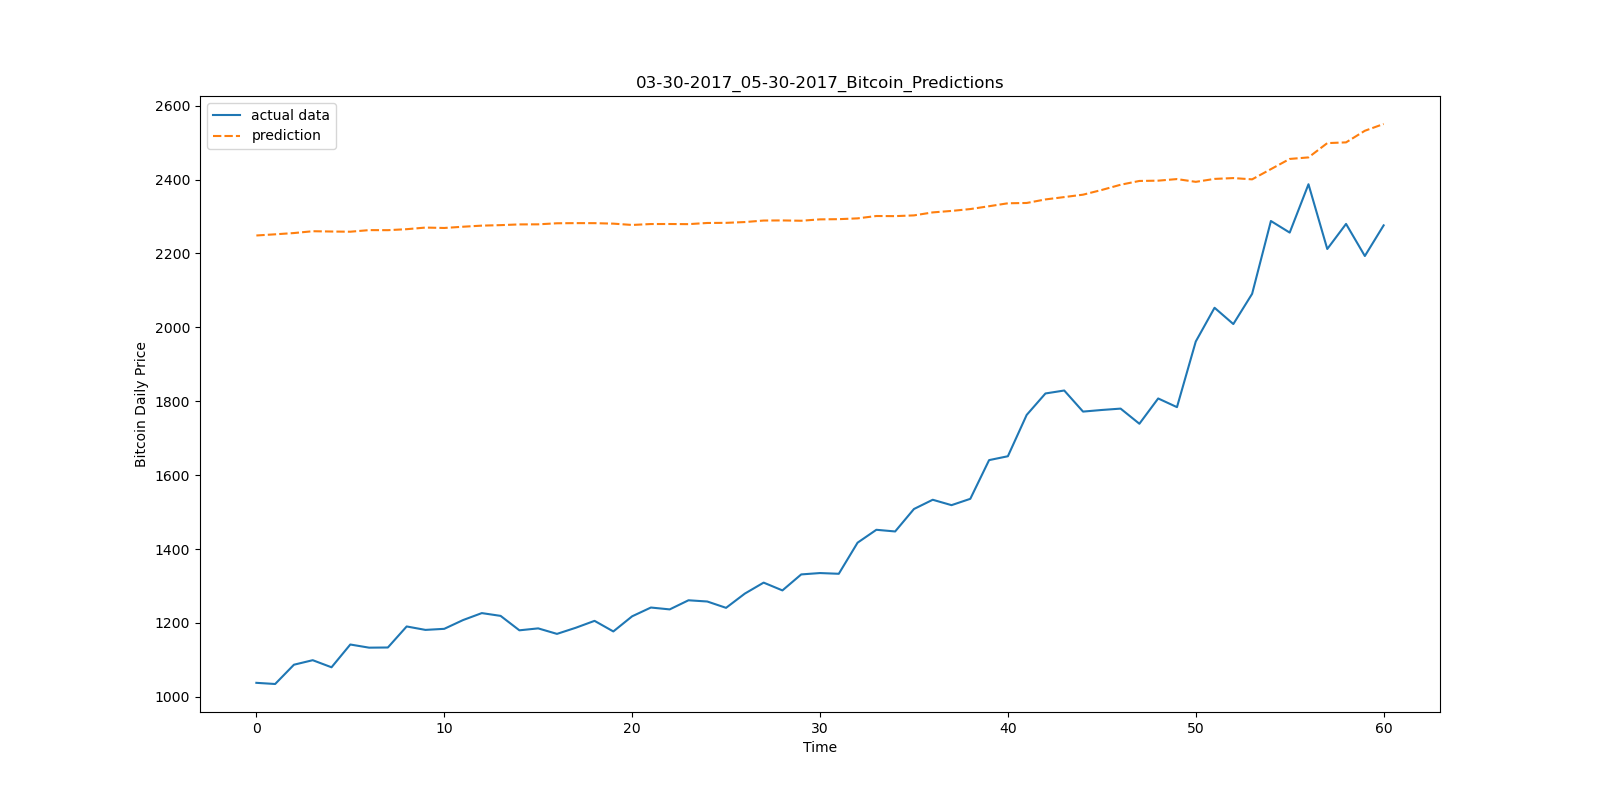 03-30-2017_05-30-2017_Bitcoin_Predictions
actual data
prediction
Bitcoin Daily Price
2600
2400
2200
2000
1800
1600
1400
1200
1000
0 10 20 30 40 50 60
Time